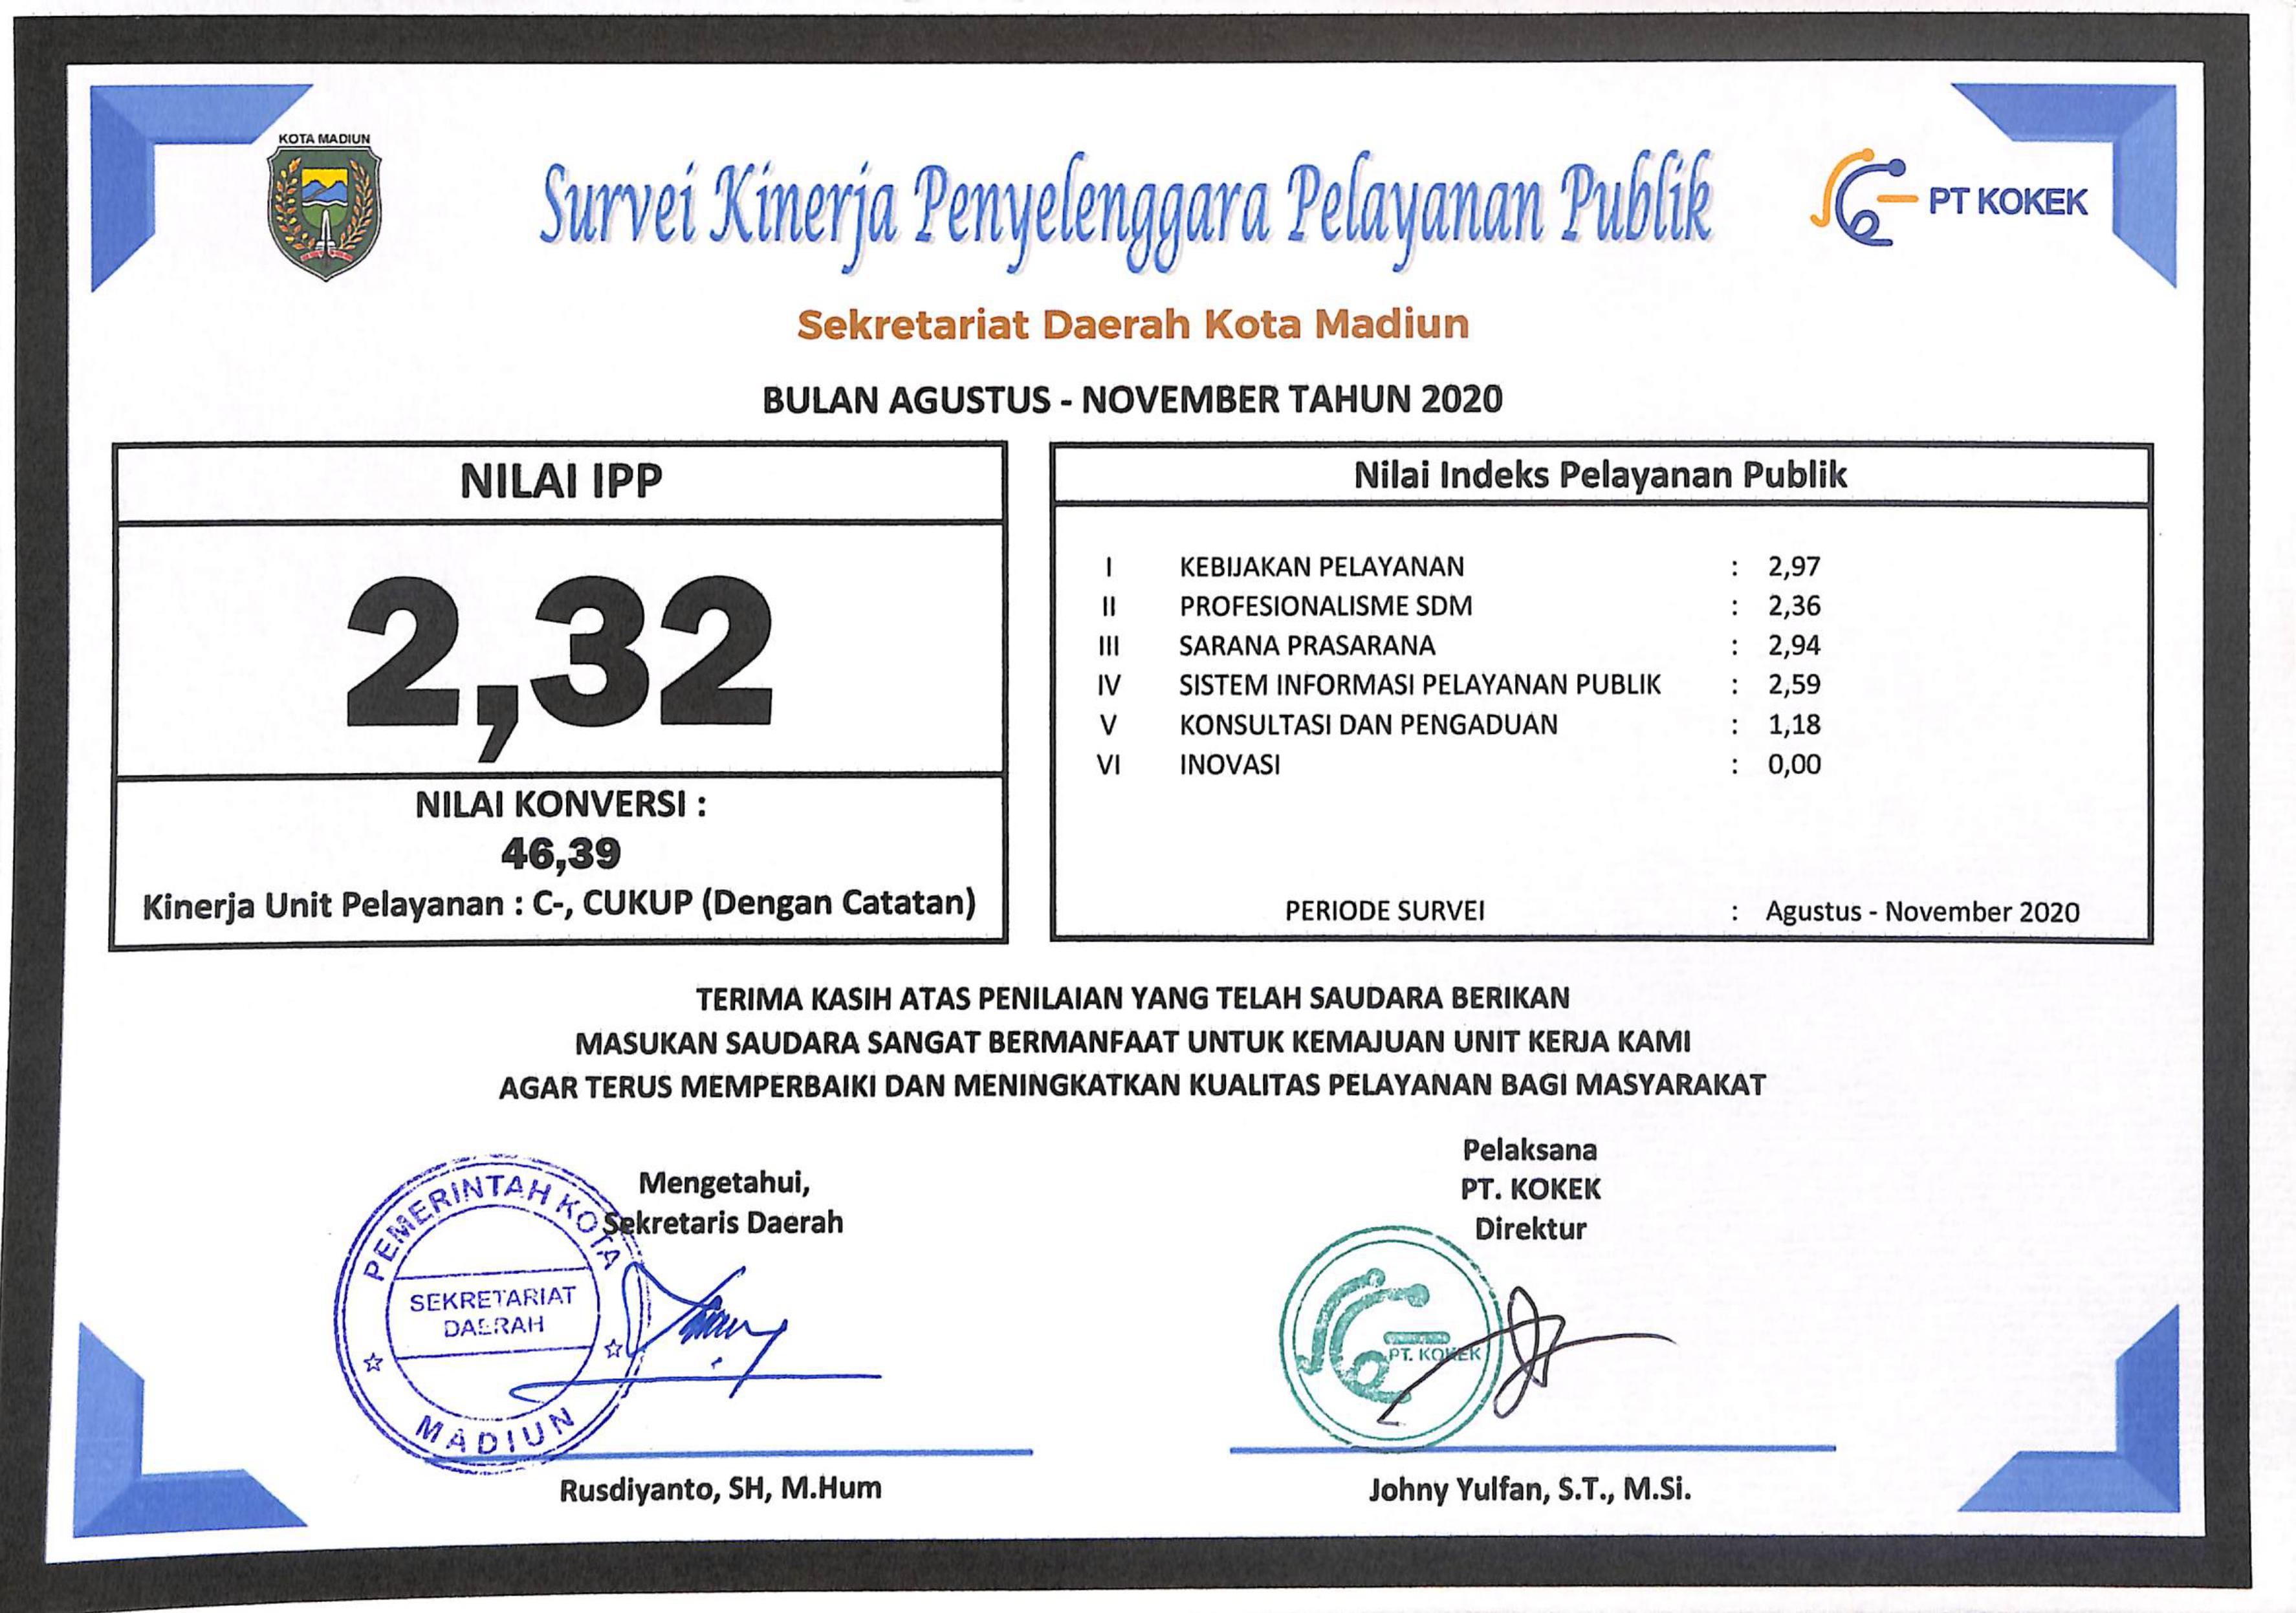 KOTA MADIUN
Survei Kinerja Penyelenggara Pelayanan Publik
PT KOKEK
Sekretariat Daerah Kota Madiun
BULAN AGUSTUS - NOVEMBER TAHUN 2020
NILAI IPP
2,32
NILAI KONVERSI :
46,39
Kinerja Unit Pelayanan : C-, CUKUP (Dengan Catatan)
Nilai Indeks Pelayanan Publik
I KEBIJAKAN PELAYANAN : 2,97
II PROFESIONALISME SDM : 2,36
III SARANA PRASARANA : 2,94
IV SISTEM INFORMASI PELAYANAN PUBLIK : 2,59
V KONSULTASI DAN PENGADUAN : 1,18
VI INOVASI : 0,00
PERIODE SURVEI : Agustus - November 2020
TERIMA KASIH ATAS PENILAIAN YANG TELAH SAUDARA BERIKAN
MASUKAN SAUDARA SANGAT BERMANFAAT UNTUK KEMAJUAN UNIT KERJA KAMI
AGAR TERUS MEMPERBAIKI DAN MENINGKATKAN KUALITAS PELAYANAN BAGI MASYARAKAT
Mengetahui,
Sekretaris Daerah
PEMERINTAH KOTA
SEKRETARIAT
DAERAH
MADIUN
Rusdiyanto, SH, M.Hum
Pelaksana
PT. KOKEK
Direktur
PT. KOKEK
Johny Yulfan, S.T., M.Si.